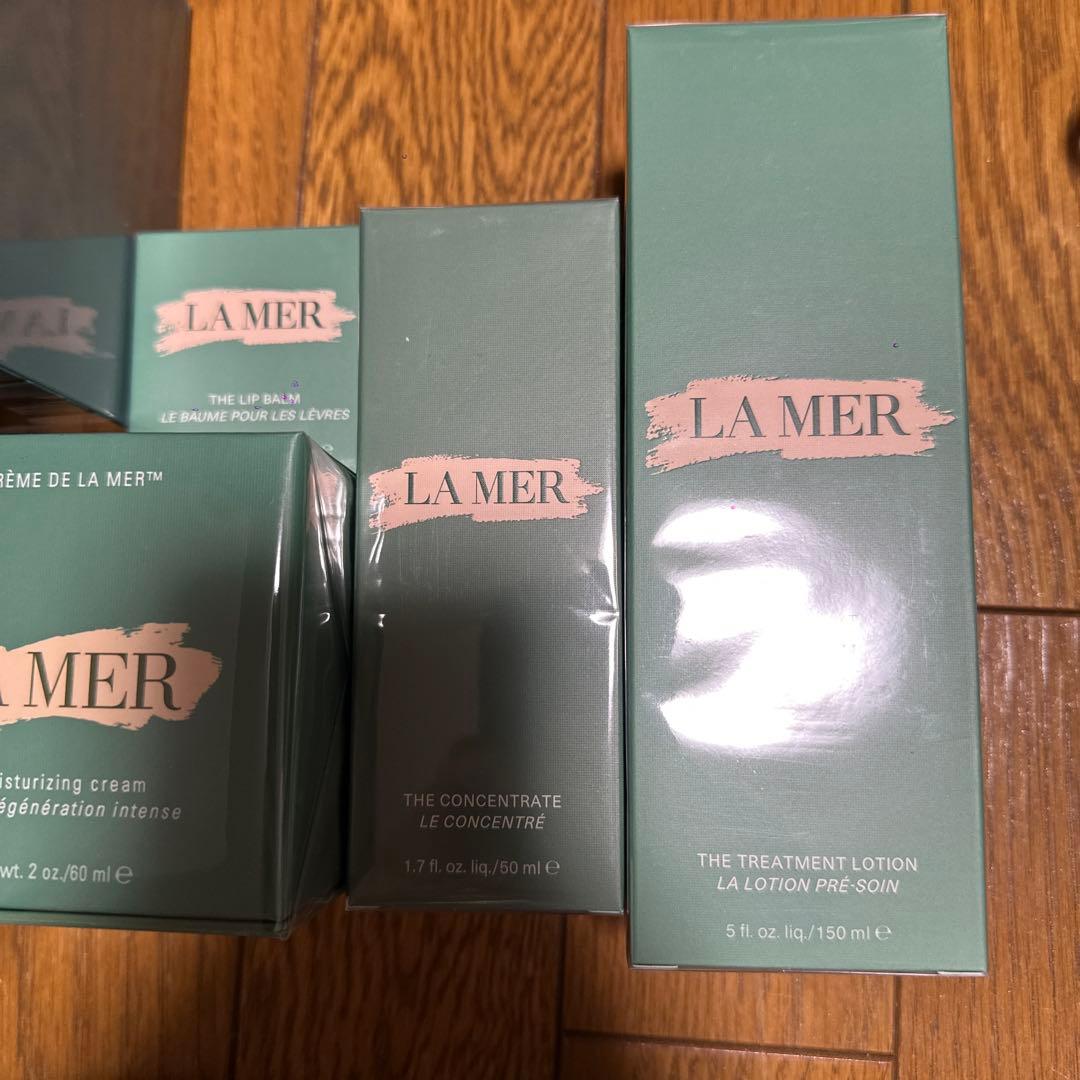 LA MER
THE LIP BALM
LE BAUME POUR LES LÈVRES
RÈME DE LA MER™
MER
isturizing cream
égénération intense
wt. 2 oz./60 ml ℮
LA MER
THE CONCENTRATE
LE CONCENTRÉ
1.7 fl. oz. liq./50 ml ℮
LA MER
THE TREATMENT LOTION
LA LOTION PRÉ-SOIN
5 fl. oz. liq./150 ml ℮